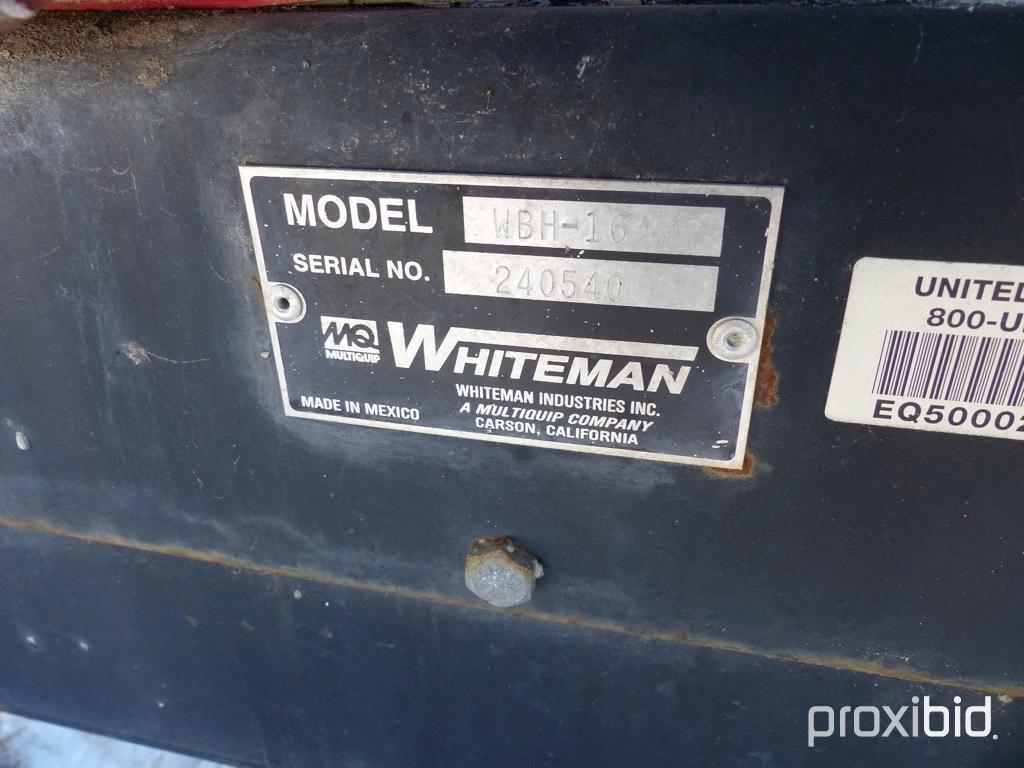 MODEL WBH-16
SERIAL NO. 240540
MQ
MULTIQUIP
WHITEMAN
WHITEMAN INDUSTRIES INC.
A MULTIQUIP COMPANY
CARSON, CALIFORNIA
MADE IN MEXICO
UNITED
800-U
EQ50002
proxibid.